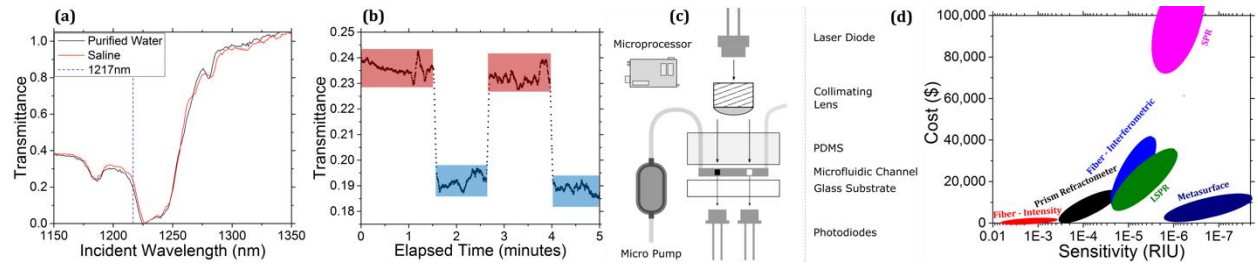 (a)
Purified Water
Saline
1217nm
Transmittance
1.0
0.8
0.6
0.4
0.2
0.0
1150
1200
1250
1300
1350
Incident Wavelength (nm)
(b)
Transmittance
0.25
0.24
0.23
0.22
0.21
0.20
0.19
0.18
0
1
2
3
4
5
Elapsed Time (minutes)
(c)
Microprocessor
Micro Pump
Laser Diode
Collimating
Lens
PDMS
Microfluidic Channel
Glass Substrate
Photodiodes
(d)
Cost ($)
100,000
80,000
60,000
40,000
20,000
0
0.01
1E-3
1E-4
1E-5
1E-6
1E-7
Sensitivity (RIU)
SPR
Fiber - Interferometric
Prism Refractometer
LSPR
Metasurface
Fiber - Intensity